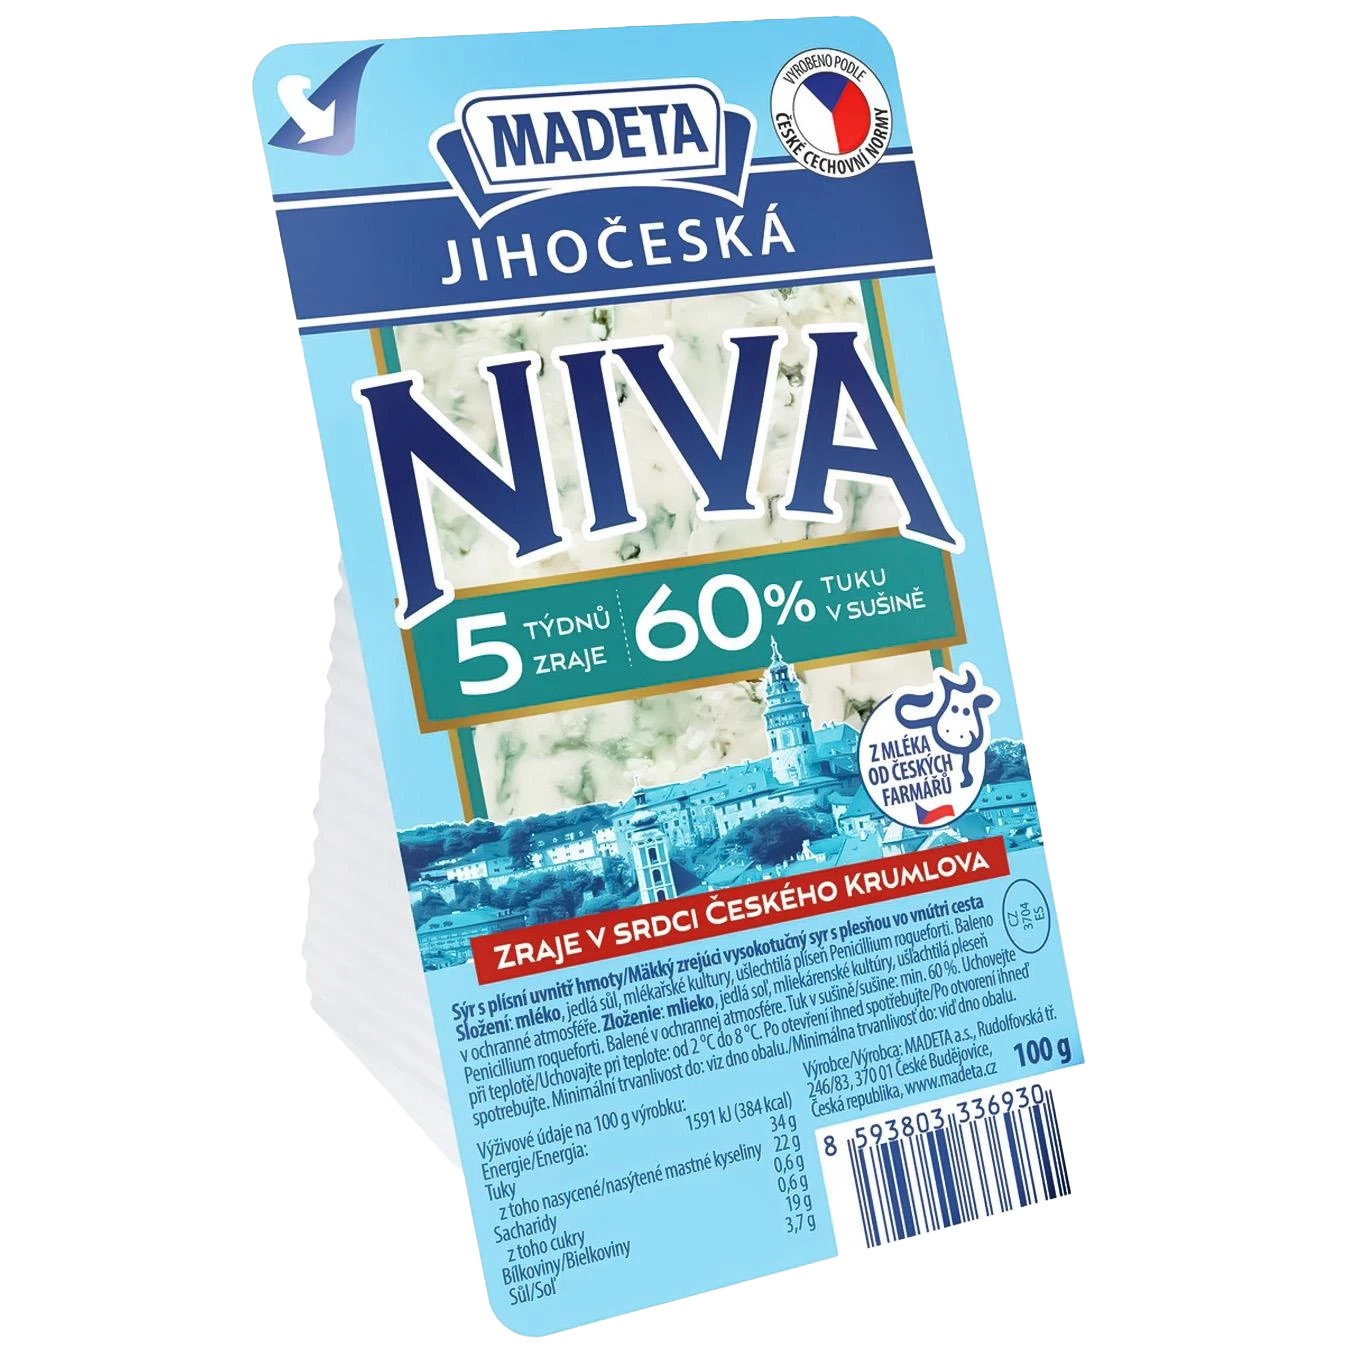 MADETA
VYROBENO PODLE
ČESKÉ CECHOVNÍ NORMY
JIHOČESKÁ
NIVA
5 TÝDNŮ
ZRAJE
60% TUKU
V SUŠINĚ
Z MLÉKA
OD ČESKÝCH
FARMÁŘŮ
ZRAJE V SRDCI ČESKÉHO KRUMLOVA
CZ
3704
ES
Sýr s plísní uvnitř hmoty/Mäkký zrejúci vysokotučný syr s plesňou vo vnútri cesta
Složení: mléko, jedlá sůl, mlékařské kultury, ušlechtilá plíseň Penicillium roqueforti. Baleno
v ochranné atmosféře. Zloženie: mlieko, jedlá soľ, mliekárenské kultúry, ušľachtilá pleseň
Penicillium roqueforti. Balené v ochrannej atmosfére. Tuk v sušině/sušine: min. 60 %. Uchovejte
při teplotě/Uchovajte pri teplote: od 2 °C do 8 °C. Po otevření ihned spotřebujte/Po otvorení ihneď
spotrebujte. Minimální trvanlivost do: viz dno obalu./Minimálna trvanlivosť do: viď dno obalu.
Výrobce/Výrobca: MADETA a.s., Rudolfovská tř.
246/83, 370 01 České Budějovice,
Česká republika, www.madeta.cz
100 g
Výživové údaje na 100 g výrobku:
Energie/Energia: 1591 kJ (384 kcal)
Tuky 34 g
z toho nasycené/nasýtené mastné kyseliny 22 g
Sacharidy 0,6 g
z toho cukry 0,6 g
Bílkoviny/Bielkoviny 19 g
Sůl/Soľ 3,7 g
8 593803 336930